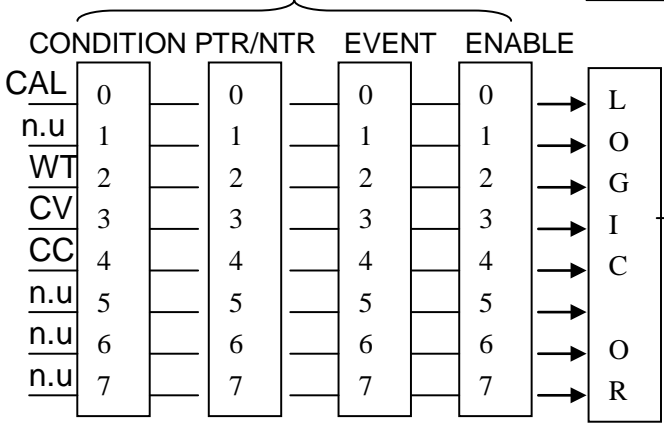 CONDITION PTR/NTR EVENT ENABLE
CAL 0 0 0 0 L
n.u 1 1 1 1 O
WT 2 2 2 2 G
CV 3 3 3 3 I
CC 4 4 4 4 C
n.u 5 5 5 5
n.u 6 6 6 6 O
n.u 7 7 7 7 R